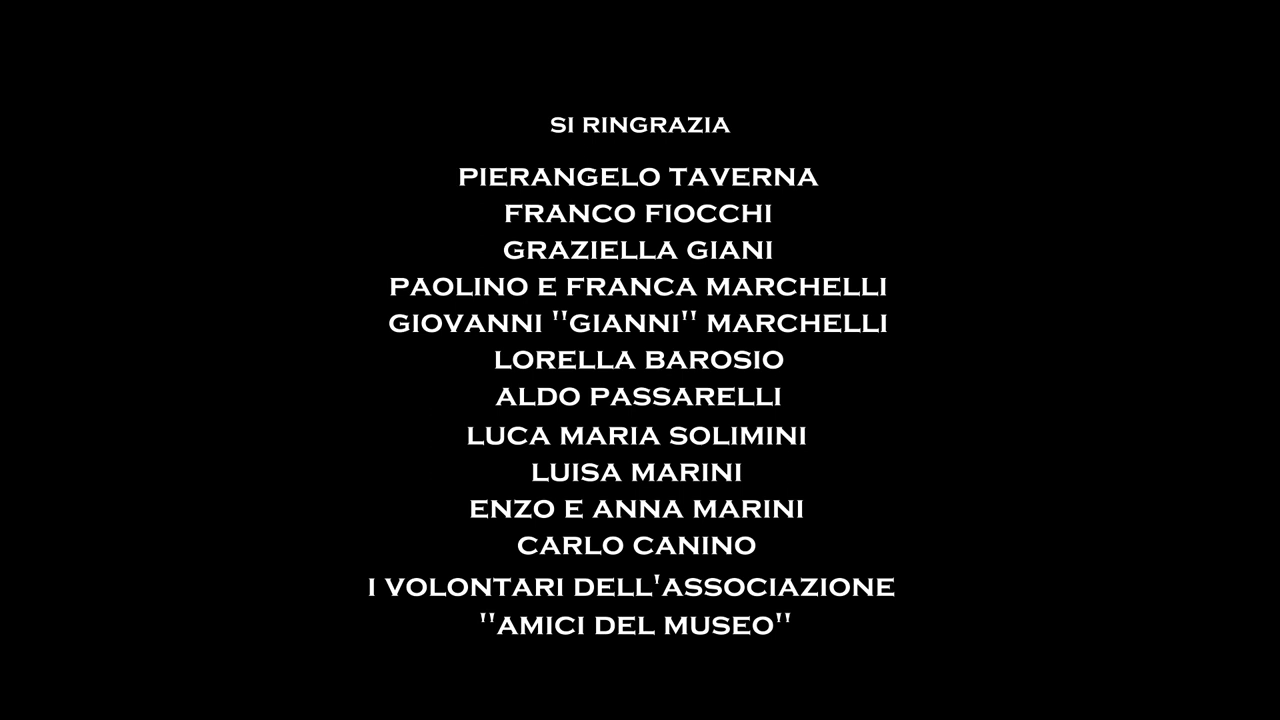 SI RINGRAZIA
PIERANGELO TAVERNA
FRANCO FIOCCHI
GRAZIELLA GIANI
PAOLINO E FRANCA MARCHELLI
GIOVANNI "GIANNI" MARCHELLI
LORELLA BAROSIO
ALDO PASSARELLI
LUCA MARIA SOLIMINI
LUISA MARINI
ENZO E ANNA MARINI
CARLO CANINO
I VOLONTARI DELL'ASSOCIAZIONE
"AMICI DEL MUSEO"